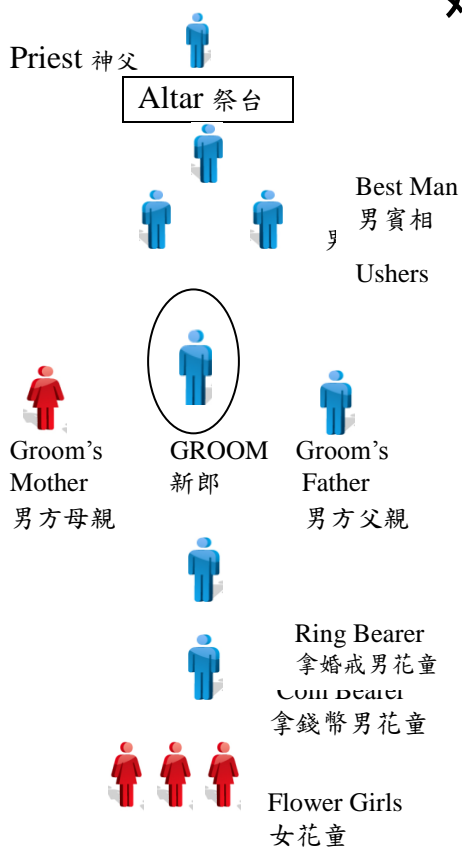 Priest 神父
Altar 祭台
Best Man
男賓相
Ushers
Groom's
Mother
男方母親
GROOM
新郎
Groom's
Father
男方父親
Ring Bearer
拿婚戒男花童
Coin Bearer
拿錢幣男花童
Flower Girls
女花童